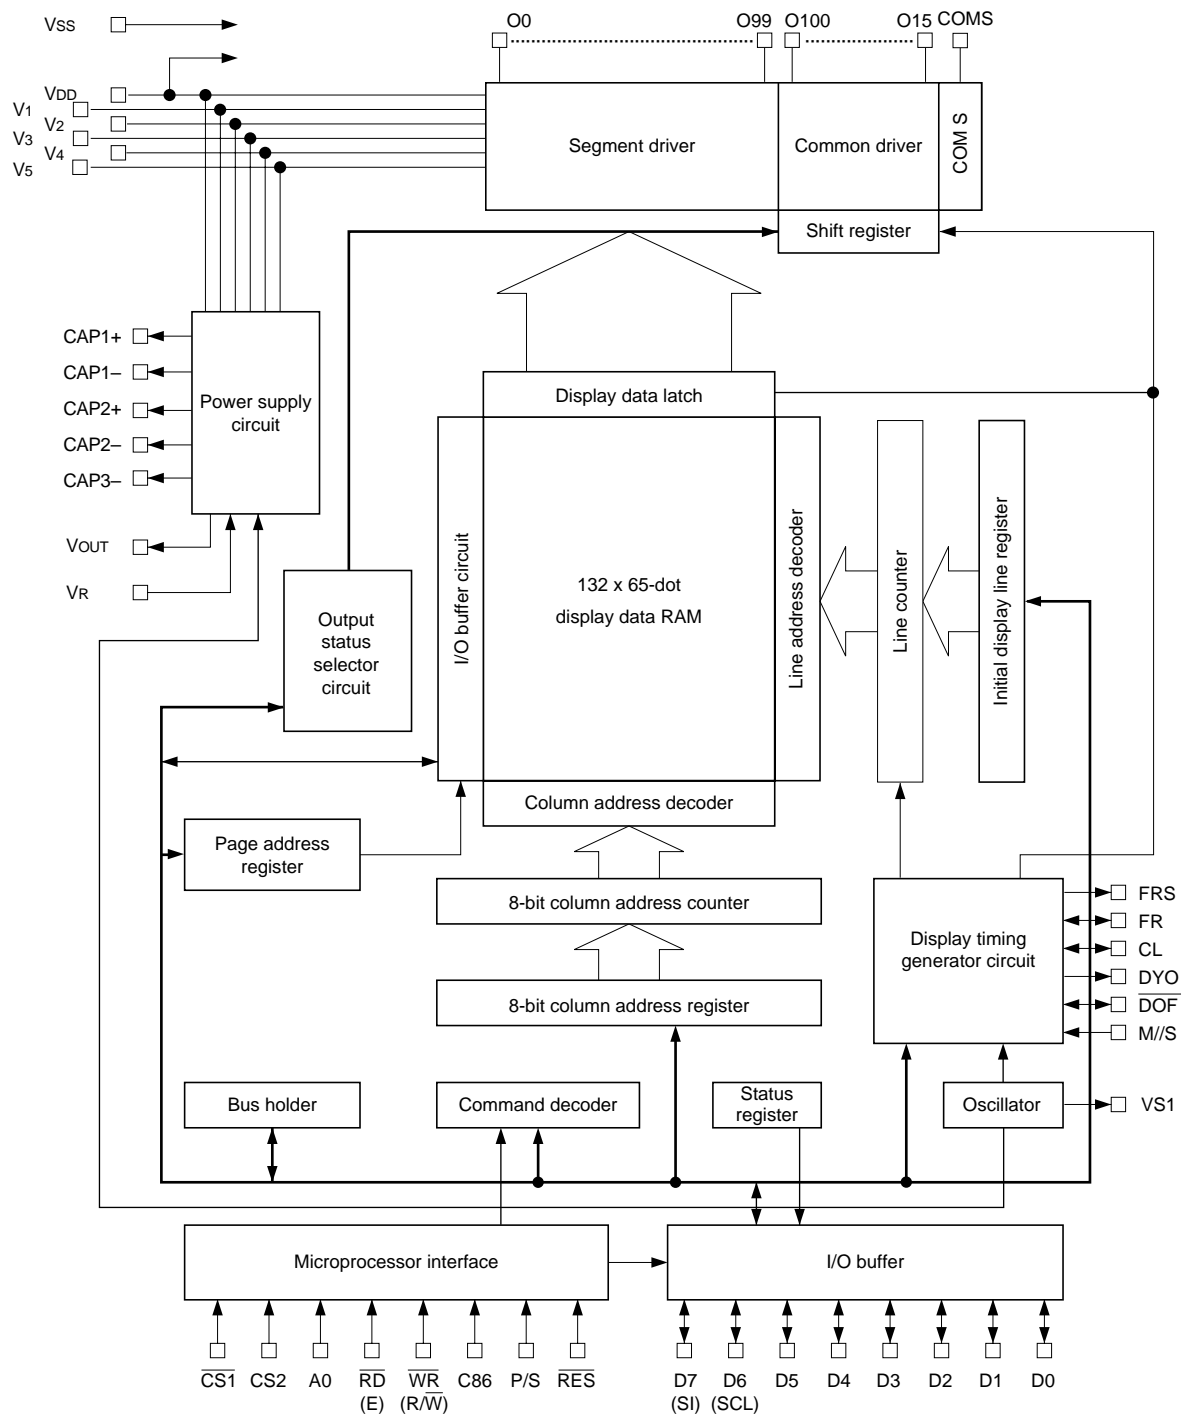 VSS
O0
O99
O100
O15
COMS
VDD
V1
V2
V3
V4
V5
Segment driver
Common driver
COM S
Shift register
CAP1+
CAP1–
CAP2+
CAP2–
CAP3–
Power supply
circuit
VOUT
VR
Display data latch
I/O buffer circuit
132 x 65-dot
display data RAM
Line address decoder
Line counter
Initial display line register
Output
status
selector
circuit
Column address decoder
Page address
register
8-bit column address counter
8-bit column address register
Display timing
generator circuit
FRS
FR
CL
DYO
DOF
M//S
Bus holder
Command decoder
Status
register
Oscillator
VS1
Microprocessor interface
I/O buffer
CS1
CS2
A0
RD
(E)
WR
(R/W)
C86
P/S
RES
D7
(SI)
D6
(SCL)
D5
D4
D3
D2
D1
D0